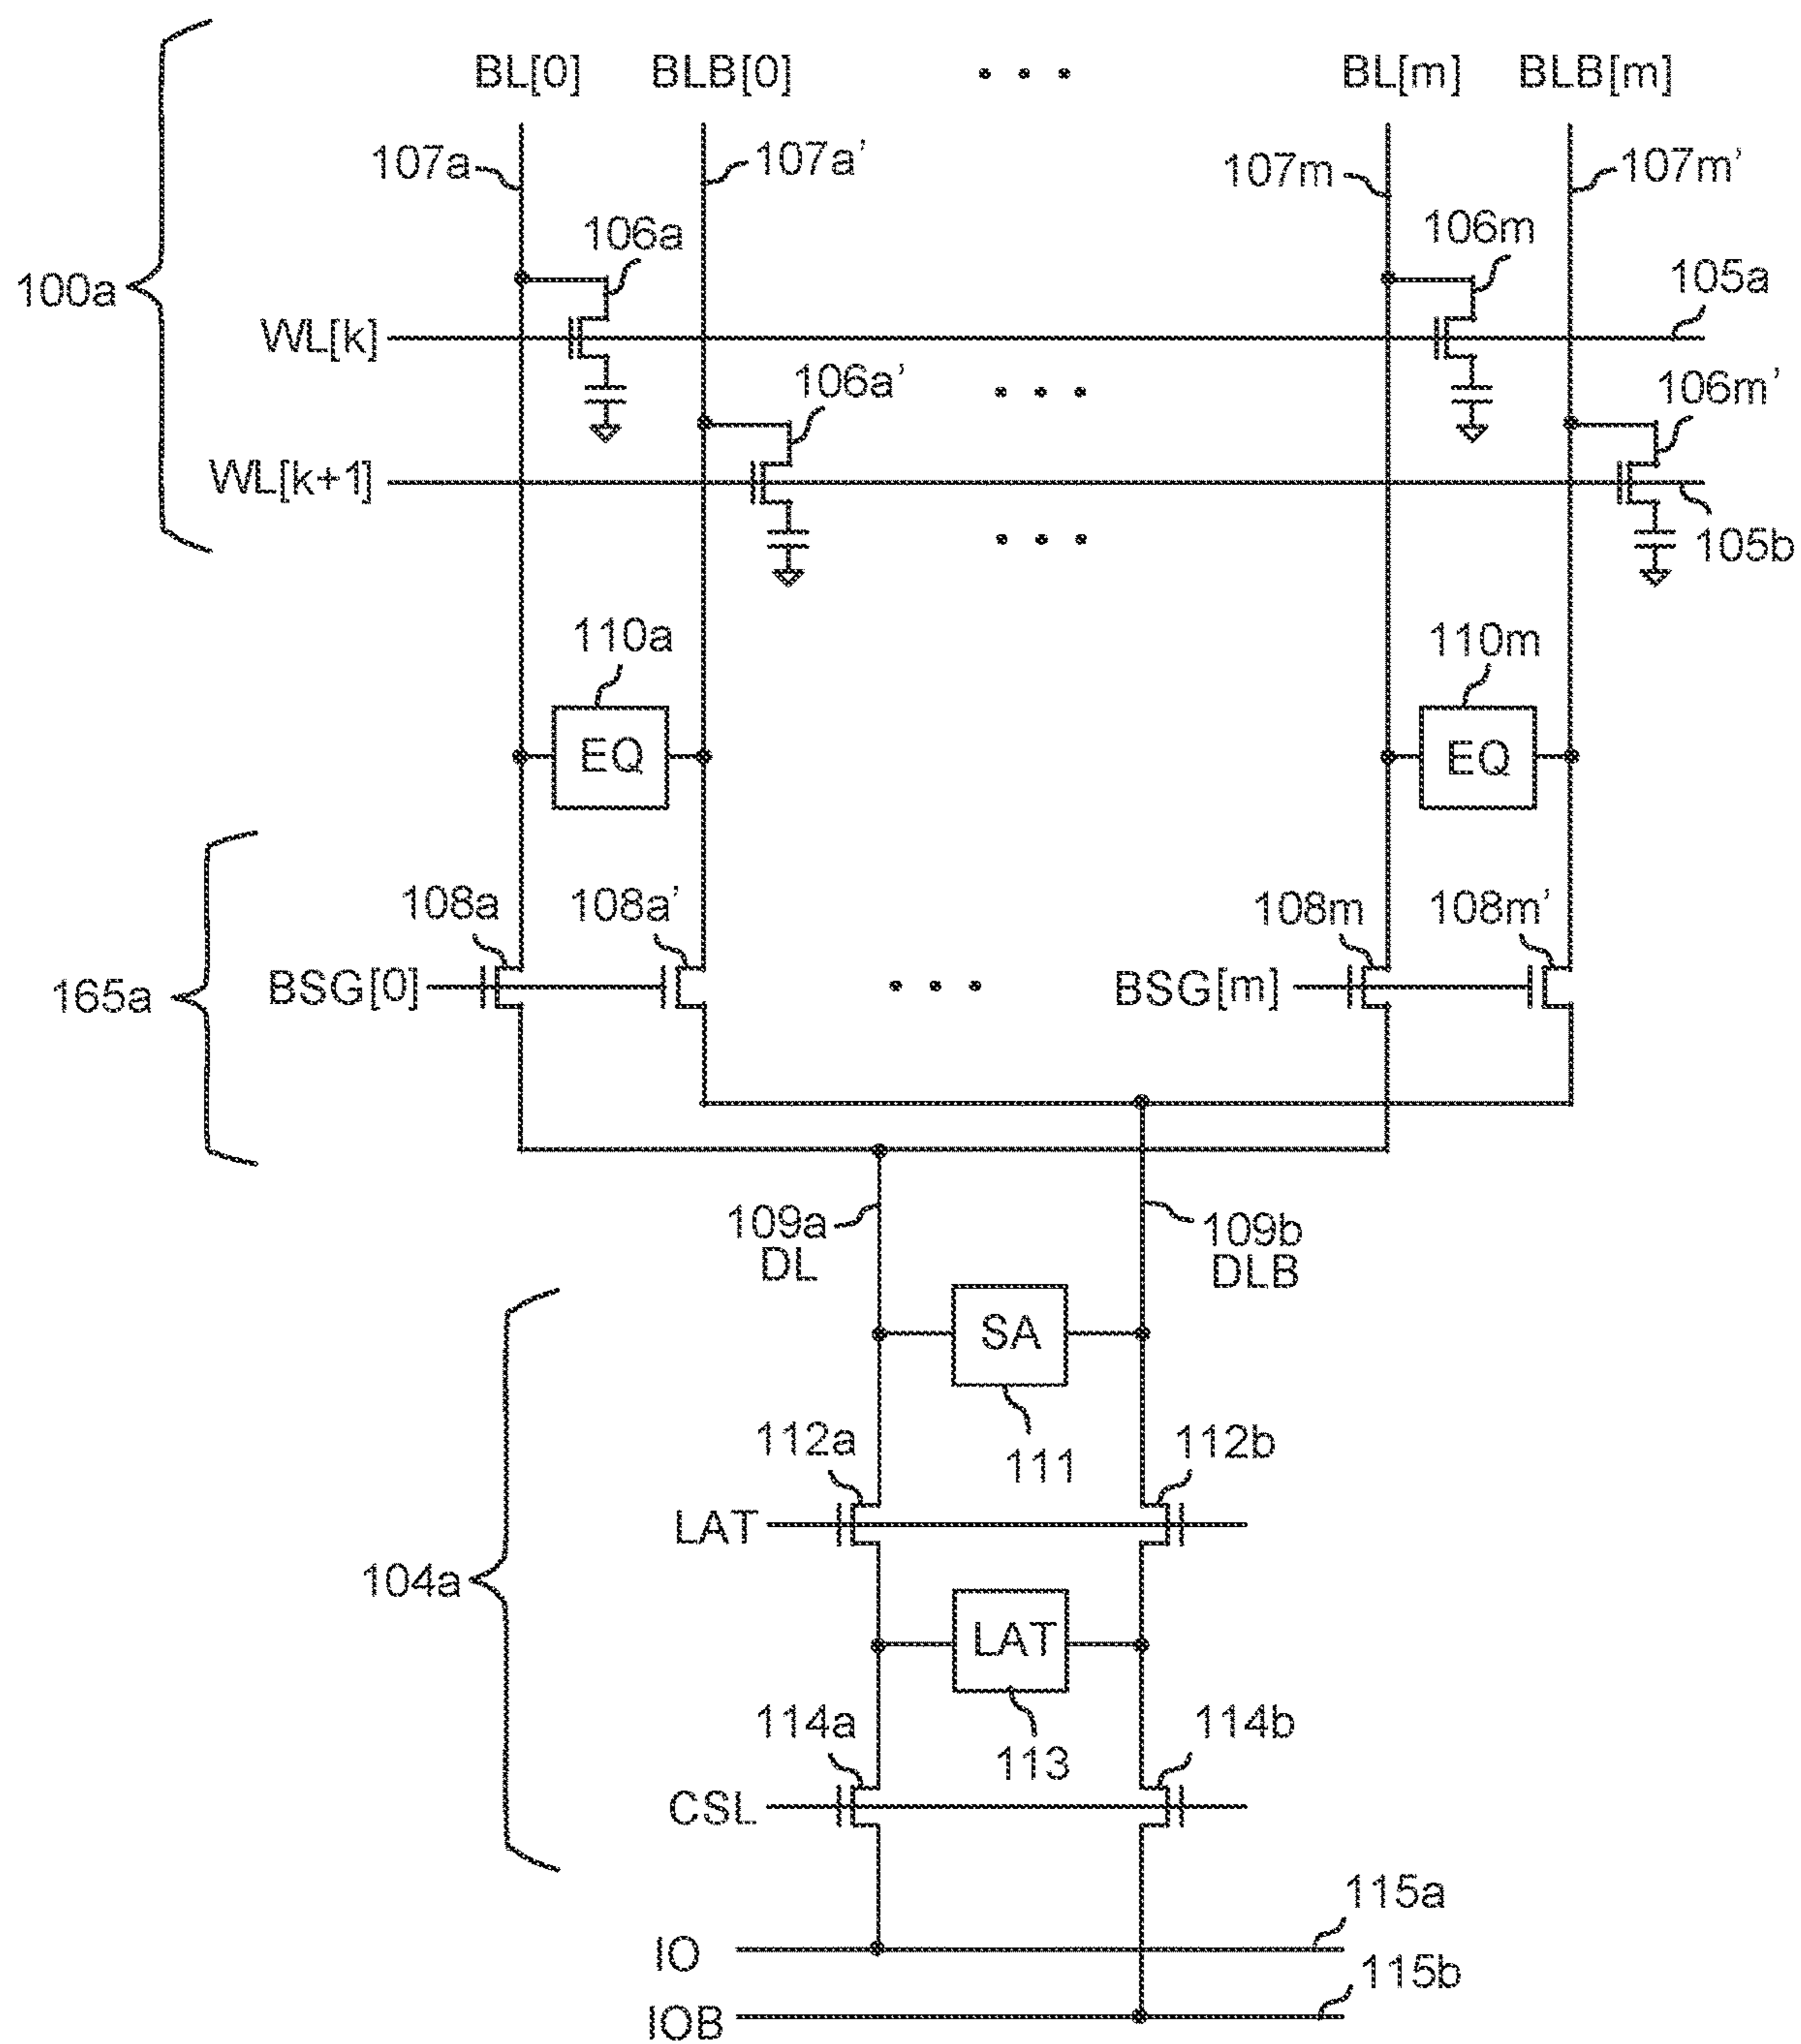 BL[0] BLB[0] • • • BL[m] BLB[m]
107a 107a’ 107m 107m’
106a 106m
100a 105a
WL[k]
106a’ • • • 106m’
WL[k+1]
• • • 105b
110a 110m
EQ EQ
108a 108a’ 108m 108m’
165a BSG[0] • • • BSG[m]
109a 109b
DL DLB
SA
112a 111 112b
LAT
104a
LAT
114a 113 114b
CSL
115a
IO
115b
IOB